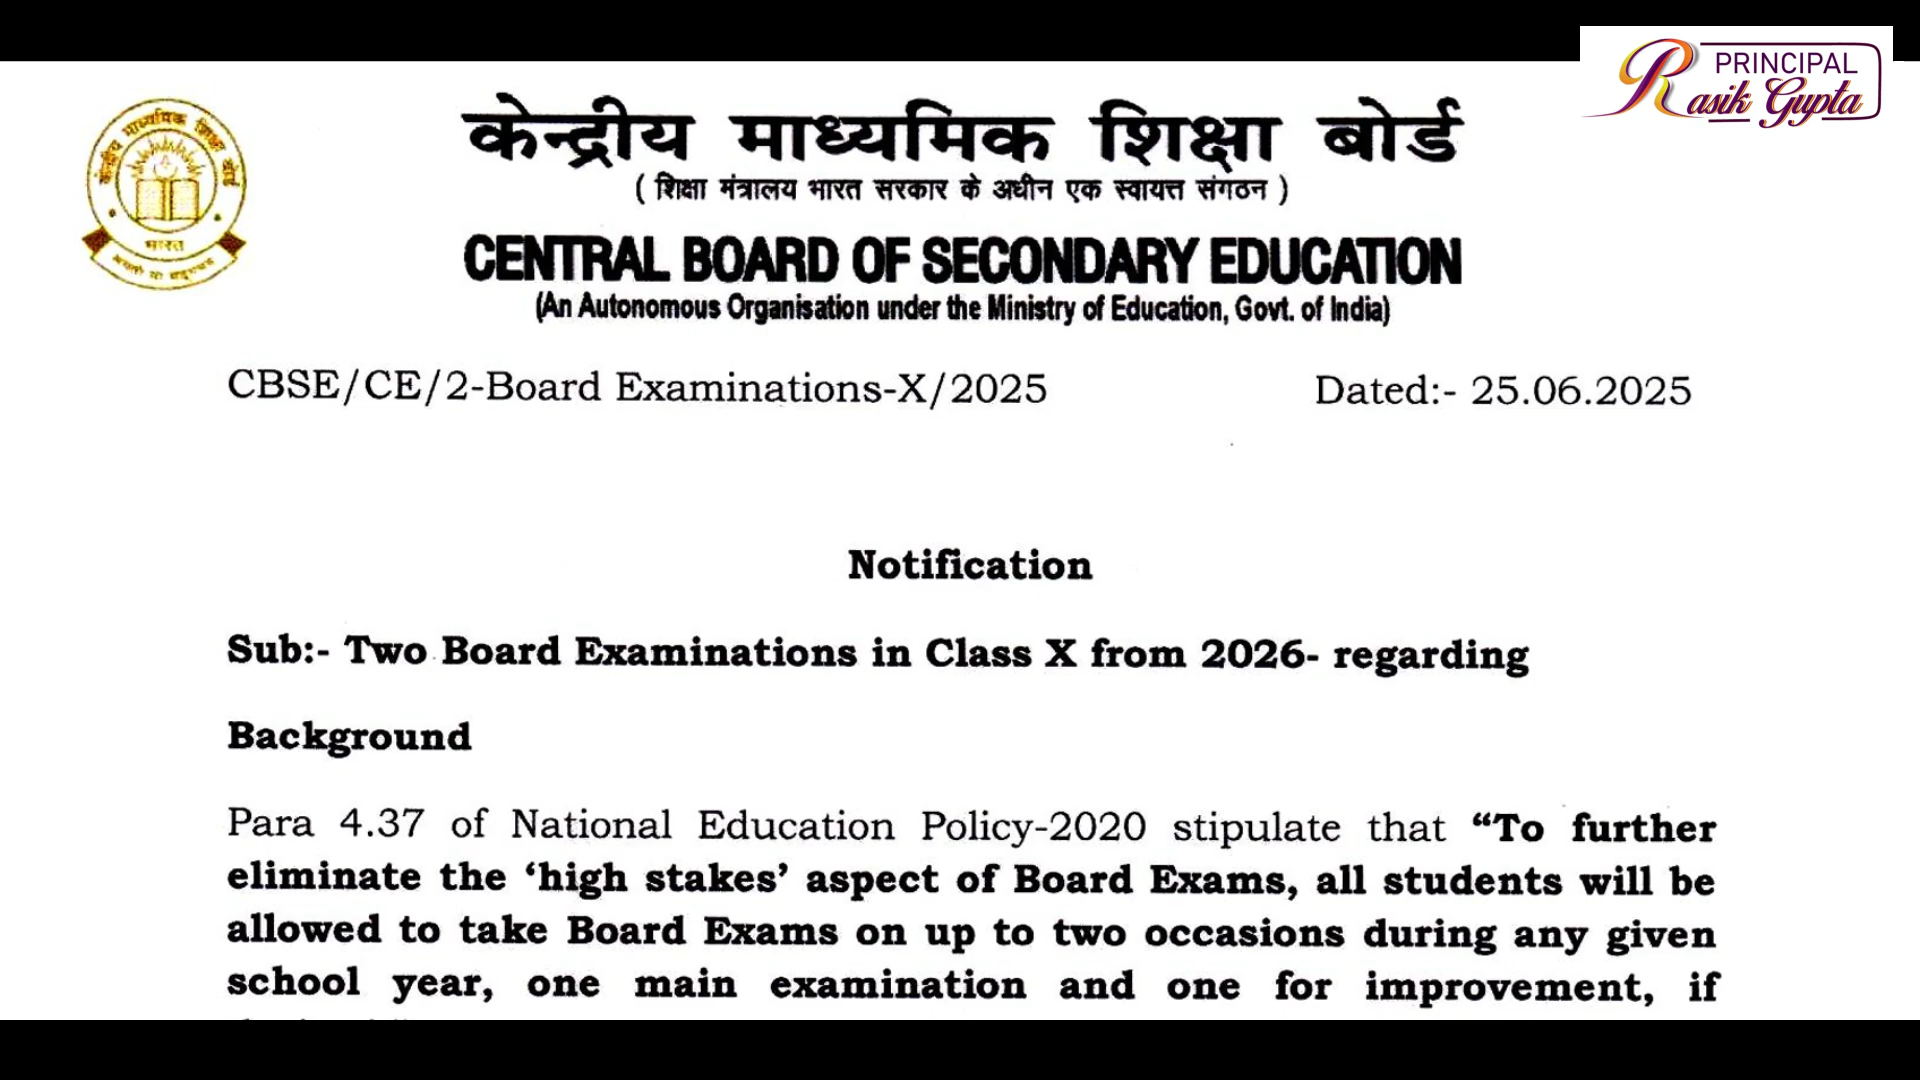 PRINCIPAL
Rasik Gupta
केन्द्रीय माध्यमिक शिक्षा बोर्ड
( शिक्षा मंत्रालय भारत सरकार के अधीन एक स्वायत्त संगठन )
केन्द्रीय माध्यमिक शिक्षा बोर्ड
भारत
CENTRAL BOARD OF SECONDARY EDUCATION
(An Autonomous Organisation under the Ministry of Education, Govt. of India)
CBSE/CE/2-Board Examinations-X/2025 Dated:- 25.06.2025
Notification
Sub:- Two Board Examinations in Class X from 2026- regarding
Background
Para 4.37 of National Education Policy-2020 stipulate that “To further
eliminate the ‘high stakes’ aspect of Board Exams, all students will be
allowed to take Board Exams on up to two occasions during any given
school year, one main examination and one for improvement, if